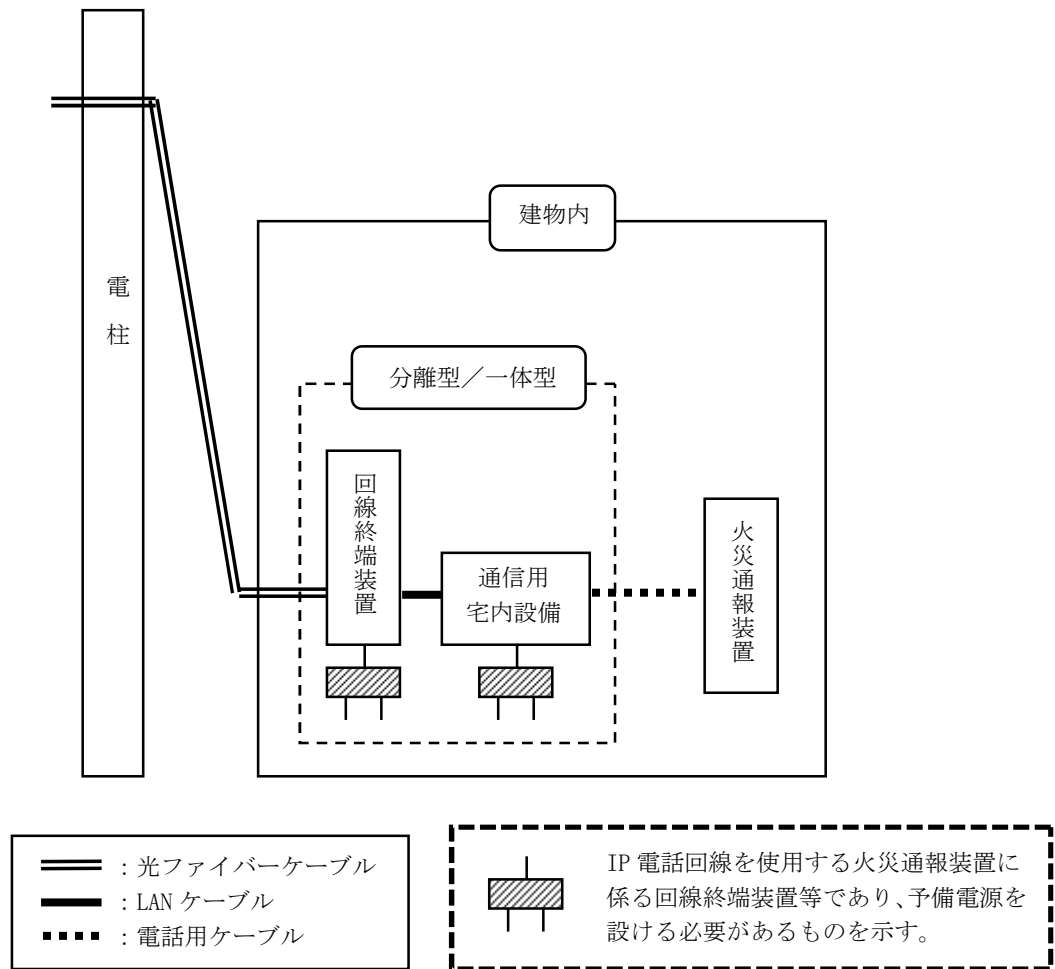 電柱
建物内
分離型／一体型
回線終端装置
通信用
宅内設備
火災通報装置
：光ファイバーケーブル
：LAN ケーブル
：電話用ケーブル
IP 電話回線を使用する火災通報装置に
係る回線終端装置等であり、予備電源を
設ける必要があるものを示す。